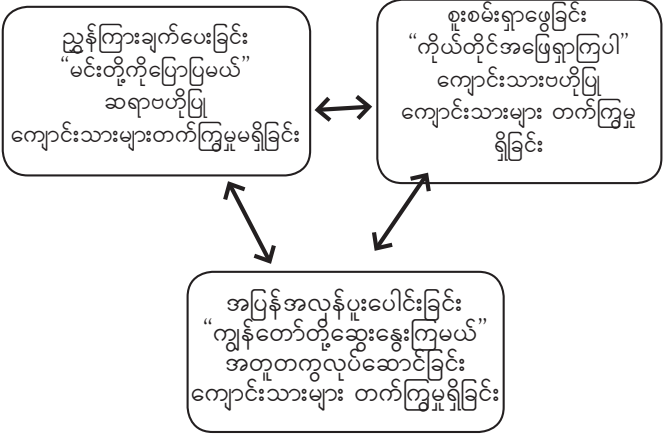 ညွှန်ကြားချက်ပေးခြင်း
“မင်းတို့ကိုပြောပြမယ်”
ဆရာဗဟိုပြု
ကျောင်းသားများတက်ကြွမှုမရှိခြင်း
စူးစမ်းရှာဖွေခြင်း
“ကိုယ်တိုင်အဖြေရှာကြပါ”
ကျောင်းသားဗဟိုပြု
ကျောင်းသားများ တက်ကြွမှု
ရှိခြင်း
အပြန်အလှန်ပူးပေါင်းခြင်း
“ကျွန်တော်တို့ဆွေးနွေးကြမယ်”
အတူတကွလုပ်ဆောင်ခြင်း
ကျောင်းသားများ တက်ကြွမှုရှိခြင်း